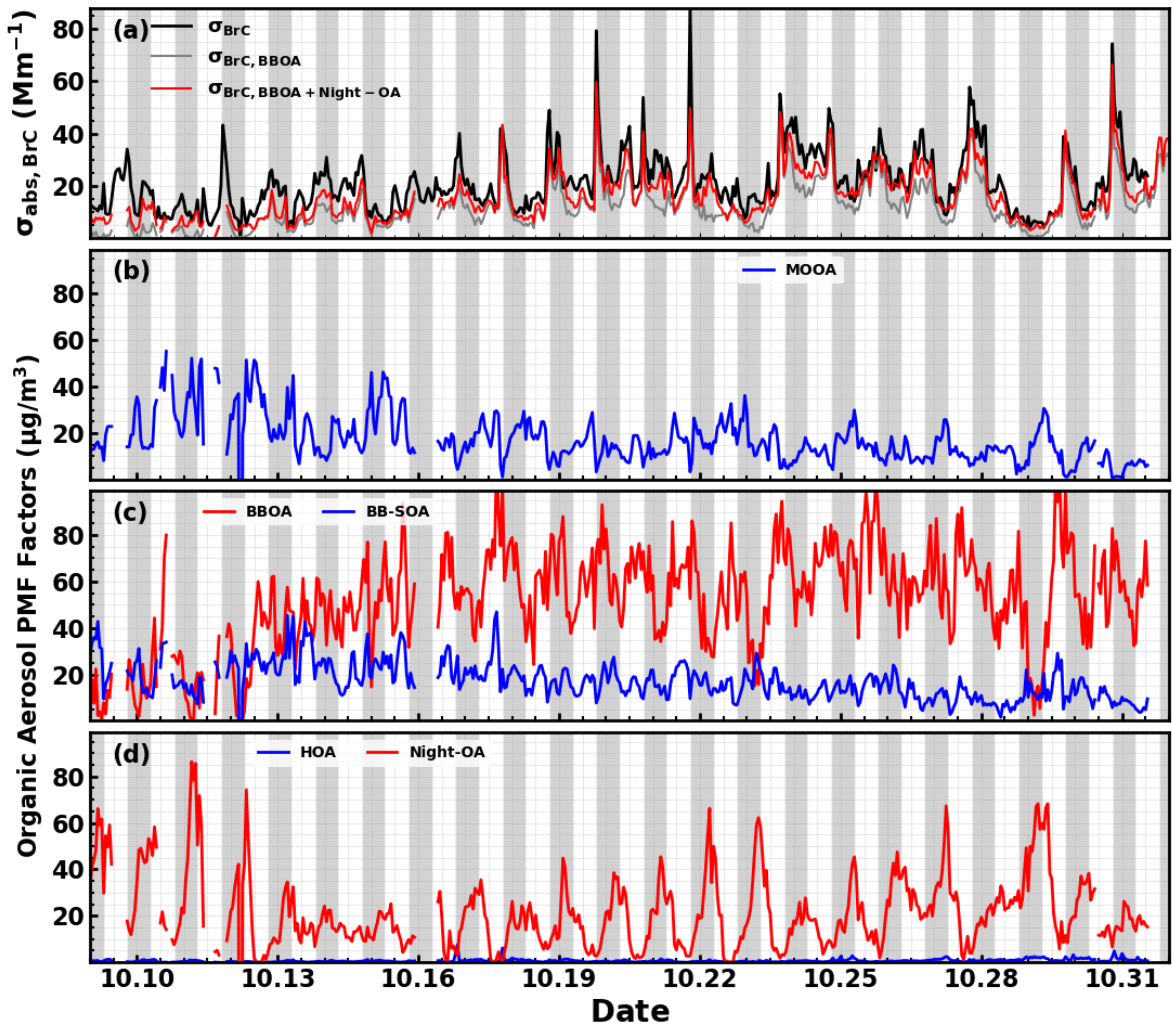 (a)
σBrC
σBrC, BBOA
σBrC, BBOA + Night − OA
σabs, BrC (Mm−1)
80
60
40
20
(b)
MOOA
80
60
40
20
Organic Aerosol PMF Factors (µg/m3)
(c)
BBOA BB-SOA
80
60
40
20
(d)
HOA Night-OA
80
60
40
20
10.10 10.13 10.16 10.19 10.22 10.25 10.28 10.31
Date